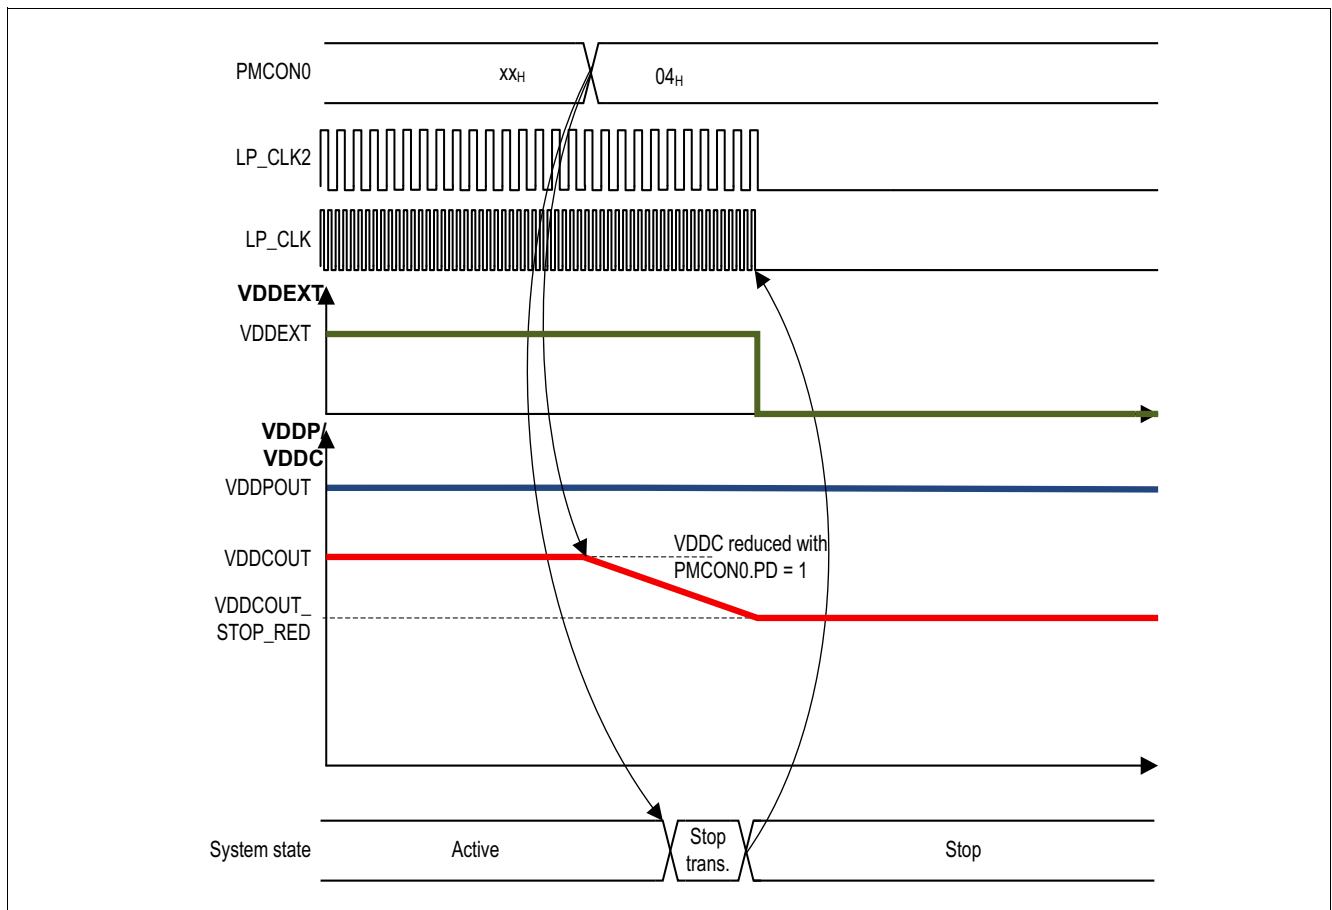 PMCON0
xxH
04H
LP_CLK2
LP_CLK
VDDEXT
VDDEXT
VDDP/
VDDC
VDDPOUT
VDDCOUT
VDDC reduced with
PMCON0.PD = 1
VDDCOUT_
STOP_RED
System state
Active
Stop
trans.
Stop